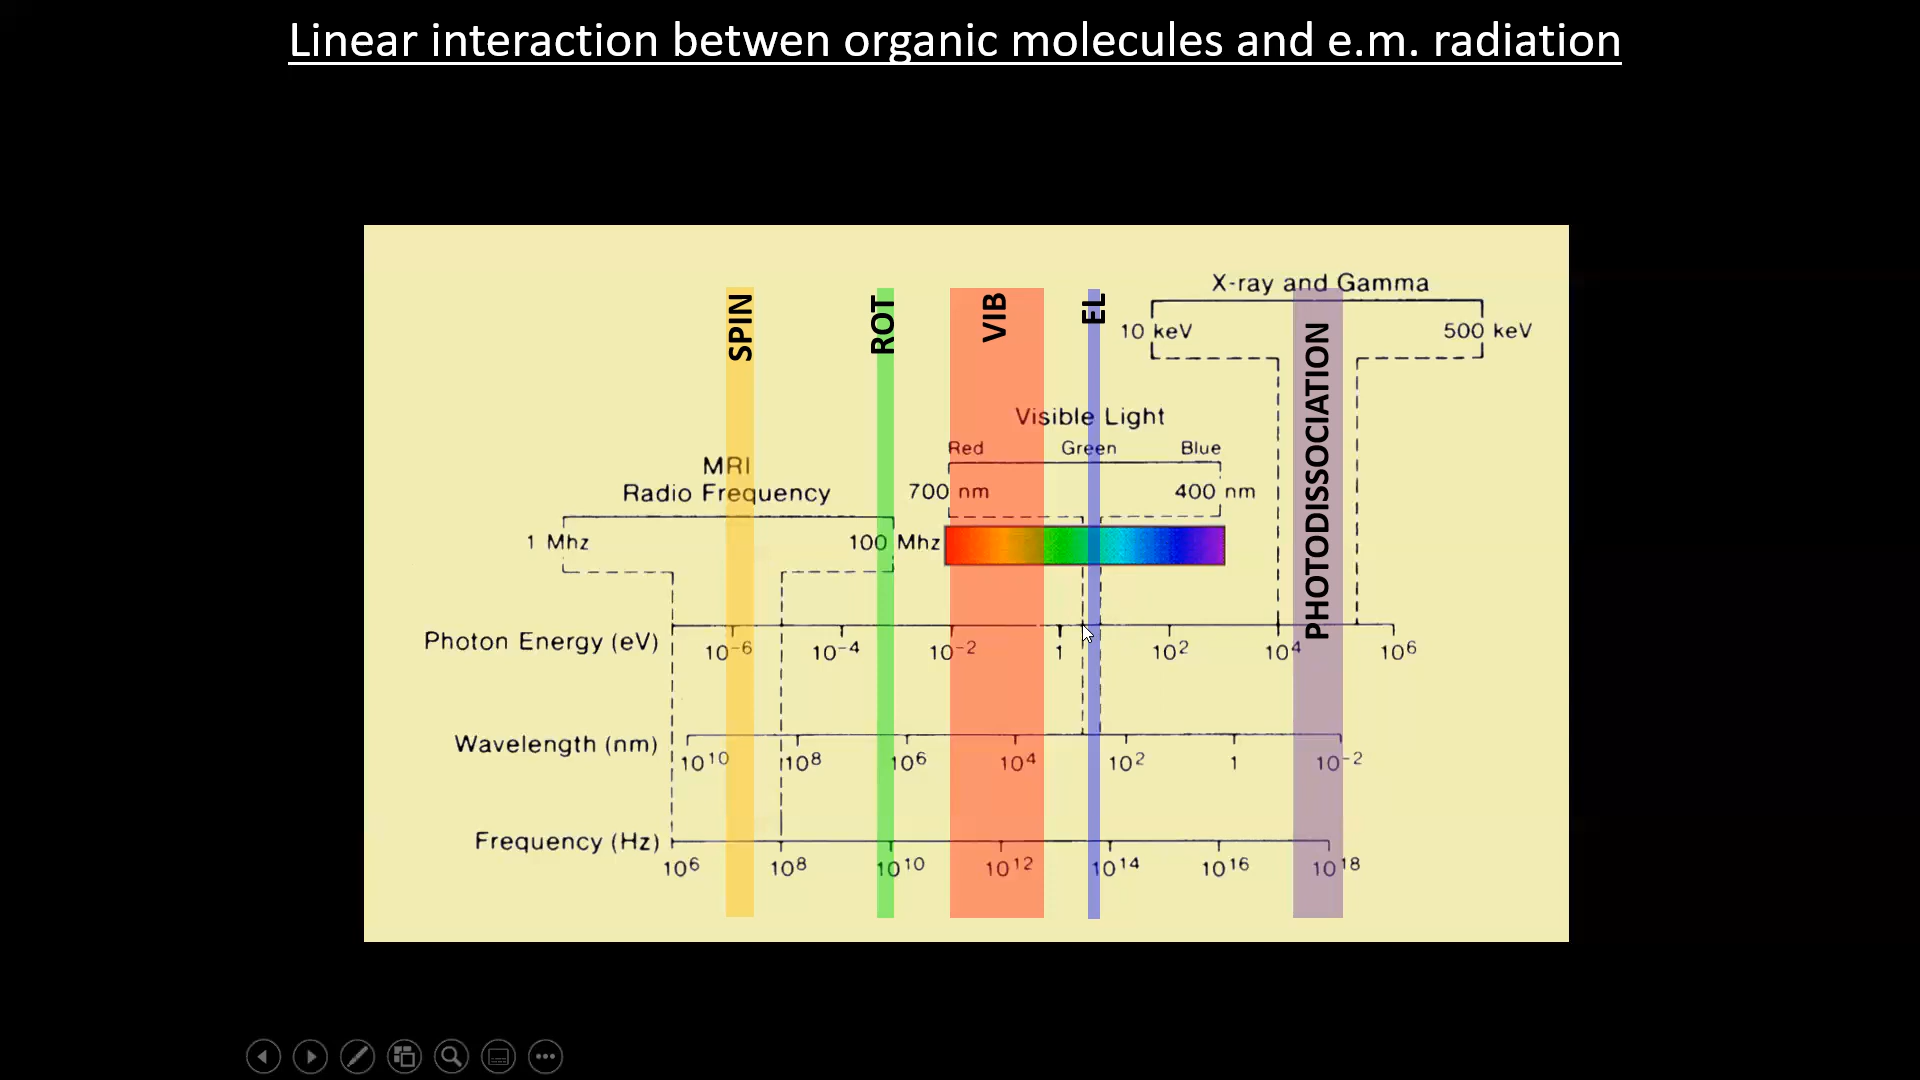 Linear interaction betwen organic molecules and e.m. radiation
X-ray and Gamma
10 keV
500 keV
SPIN
ROT
VIB
EL
PHOTODISSOCIATION
Visible Light
Red Green Blue
700 nm
400 nm
MRI
Radio Frequency
1 Mhz
100 Mhz
Photon Energy (eV)
10⁻⁶ 10⁻⁴ 10⁻² 1 10² 10⁴ 10⁶
Wavelength (nm)
10¹⁰ 10⁸ 10⁶ 10⁴ 10² 1 10⁻²
Frequency (Hz)
10⁶ 10⁸ 10¹⁰ 10¹² 10¹⁴ 10¹⁶ 10¹⁸